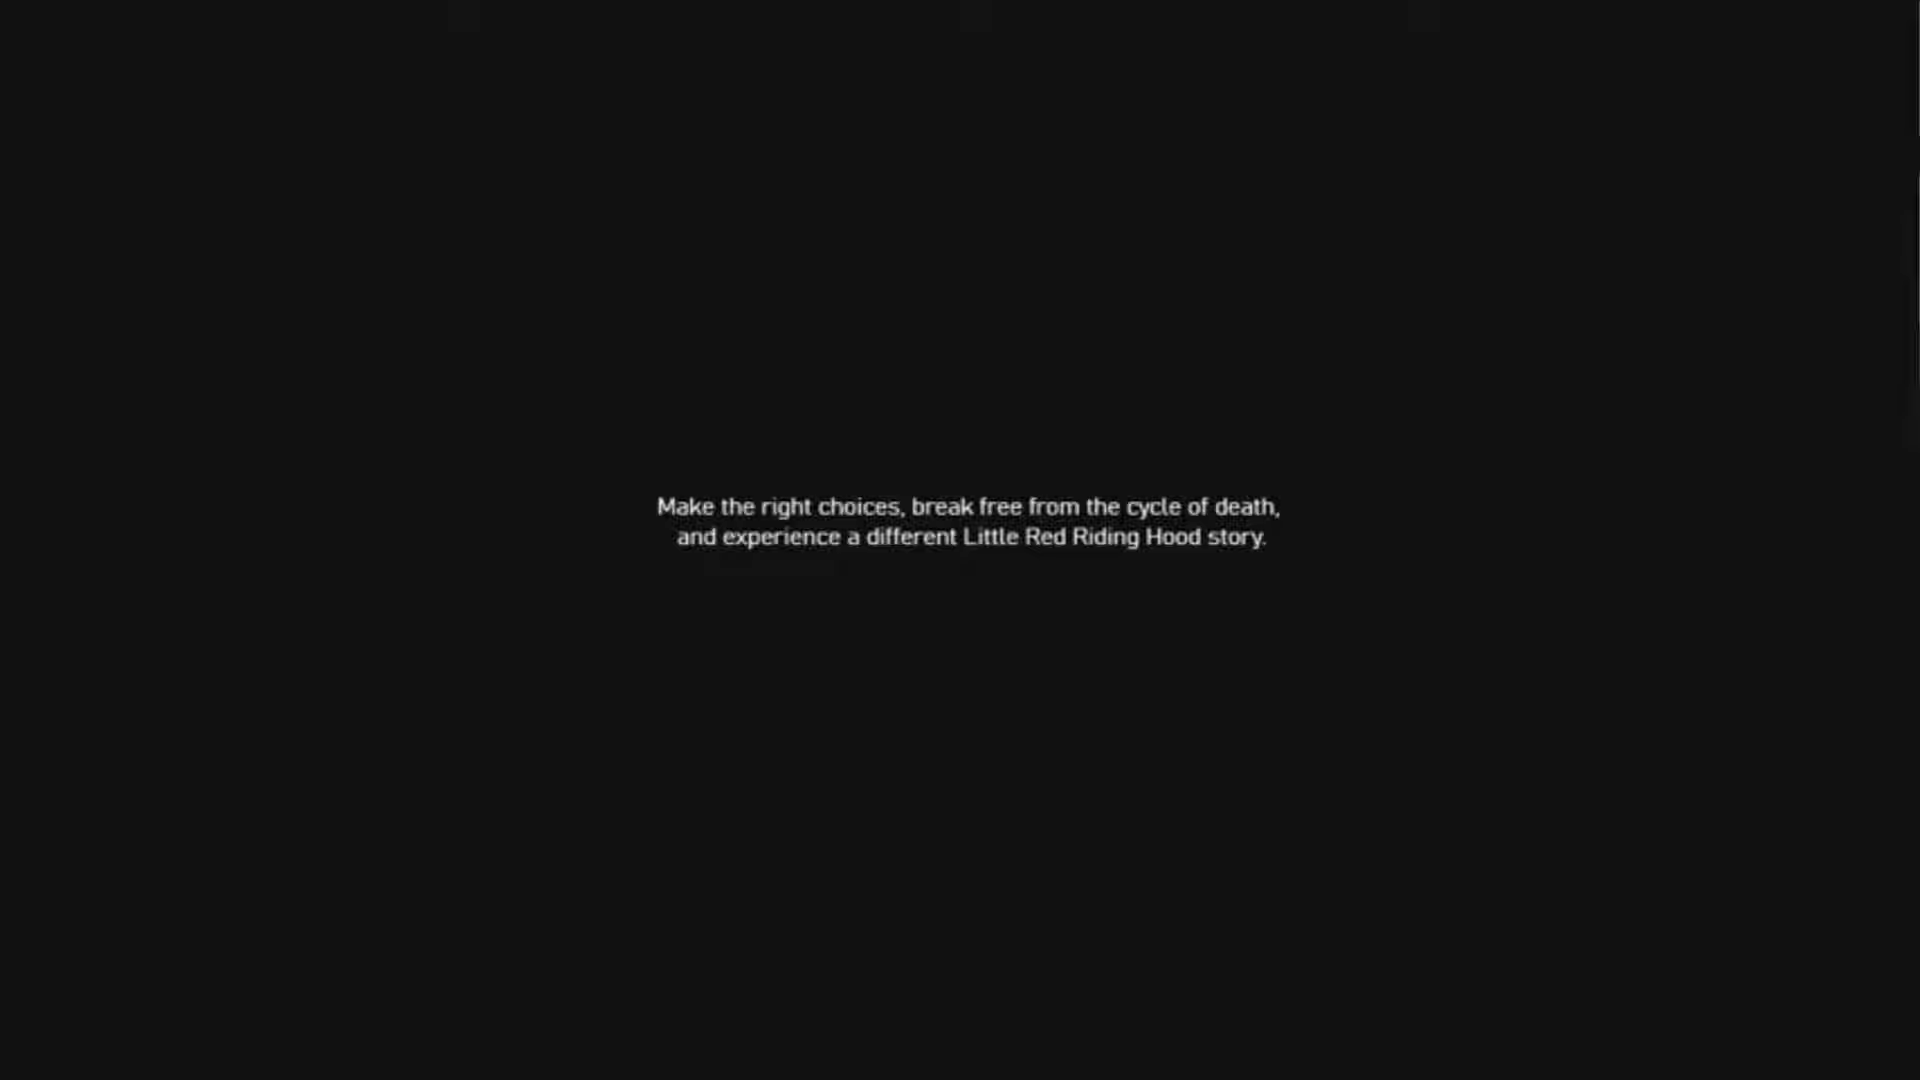 Make the right choices, break free from the cycle of death,
and experience a different Little Red Riding Hood story.